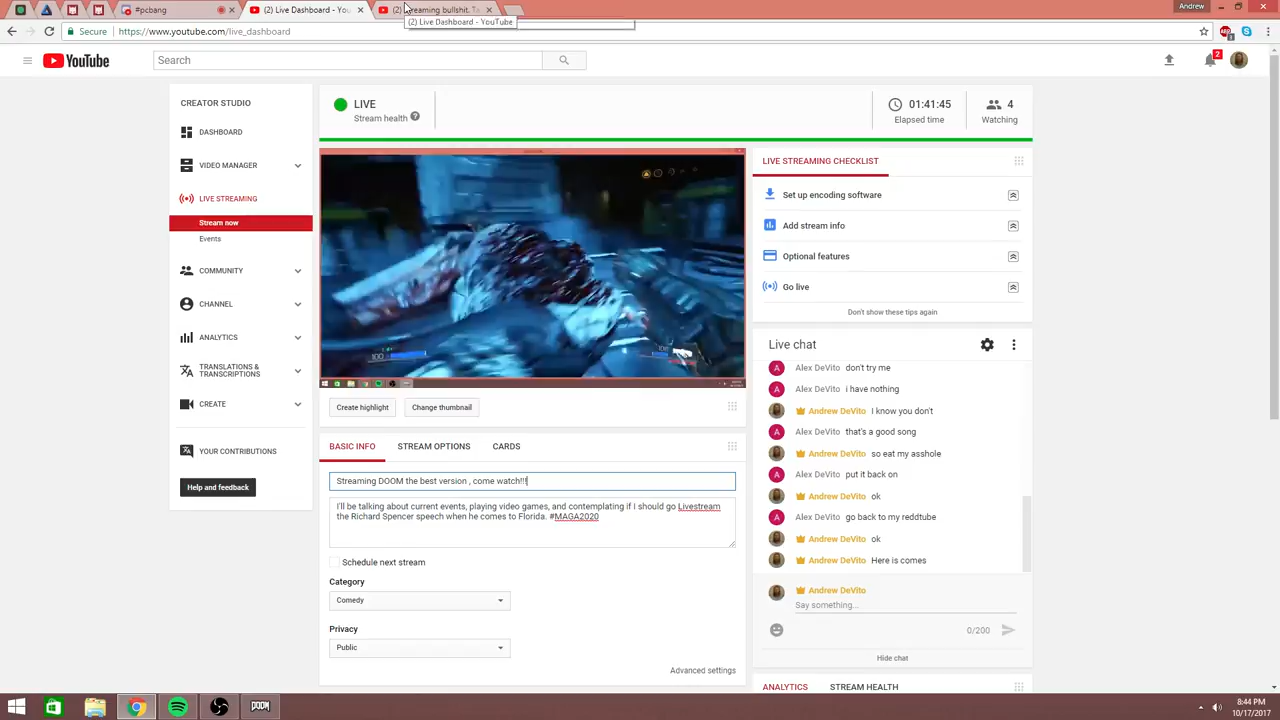 #pcbang
(2) Live Dashboard - You
(2) Streaming bullshit. Ta
(2) Live Dashboard - YouTube
https://www.youtube.com/live_dashboard
YouTube
Search
2
CREATOR STUDIO
DASHBOARD
VIDEO MANAGER
LIVE STREAMING
Stream now
Events
COMMUNITY
CHANNEL
ANALYTICS
TRANSLATIONS &
TRANSCRIPTIONS
CREATE
YOUR CONTRIBUTIONS
Help and feedback
LIVE
Stream health
01:41:45
Elapsed time
4
Watching
100
Create highlight
Change thumbnail
BASIC INFO
STREAM OPTIONS
CARDS
Streaming DOOM the best version , come watch!!!
I'll be talking about current events, playing video games, and contemplating if I should go Livestream
the Richard Spencer speech when he comes to Florida. #MAGA2020
Schedule next stream
Category
Comedy
Privacy
Public
Advanced settings
LIVE STREAMING CHECKLIST
Set up encoding software
Add stream info
Optional features
Go live
Don't show these tips again
Live chat
A Alex DeVito don't try me
A Alex DeVito i have nothing
Andrew DeVito I know you don't
A Alex DeVito that's a good song
Andrew DeVito so eat my asshole
A Alex DeVito put it back on
Andrew DeVito ok
A Alex DeVito go back to my reddtube
Andrew DeVito ok
Andrew DeVito Here is comes
Andrew DeVito
Say something...
0/200
Hide chat
ANALYTICS
STREAM HEALTH
DOOM
8:44 PM
10/17/2017